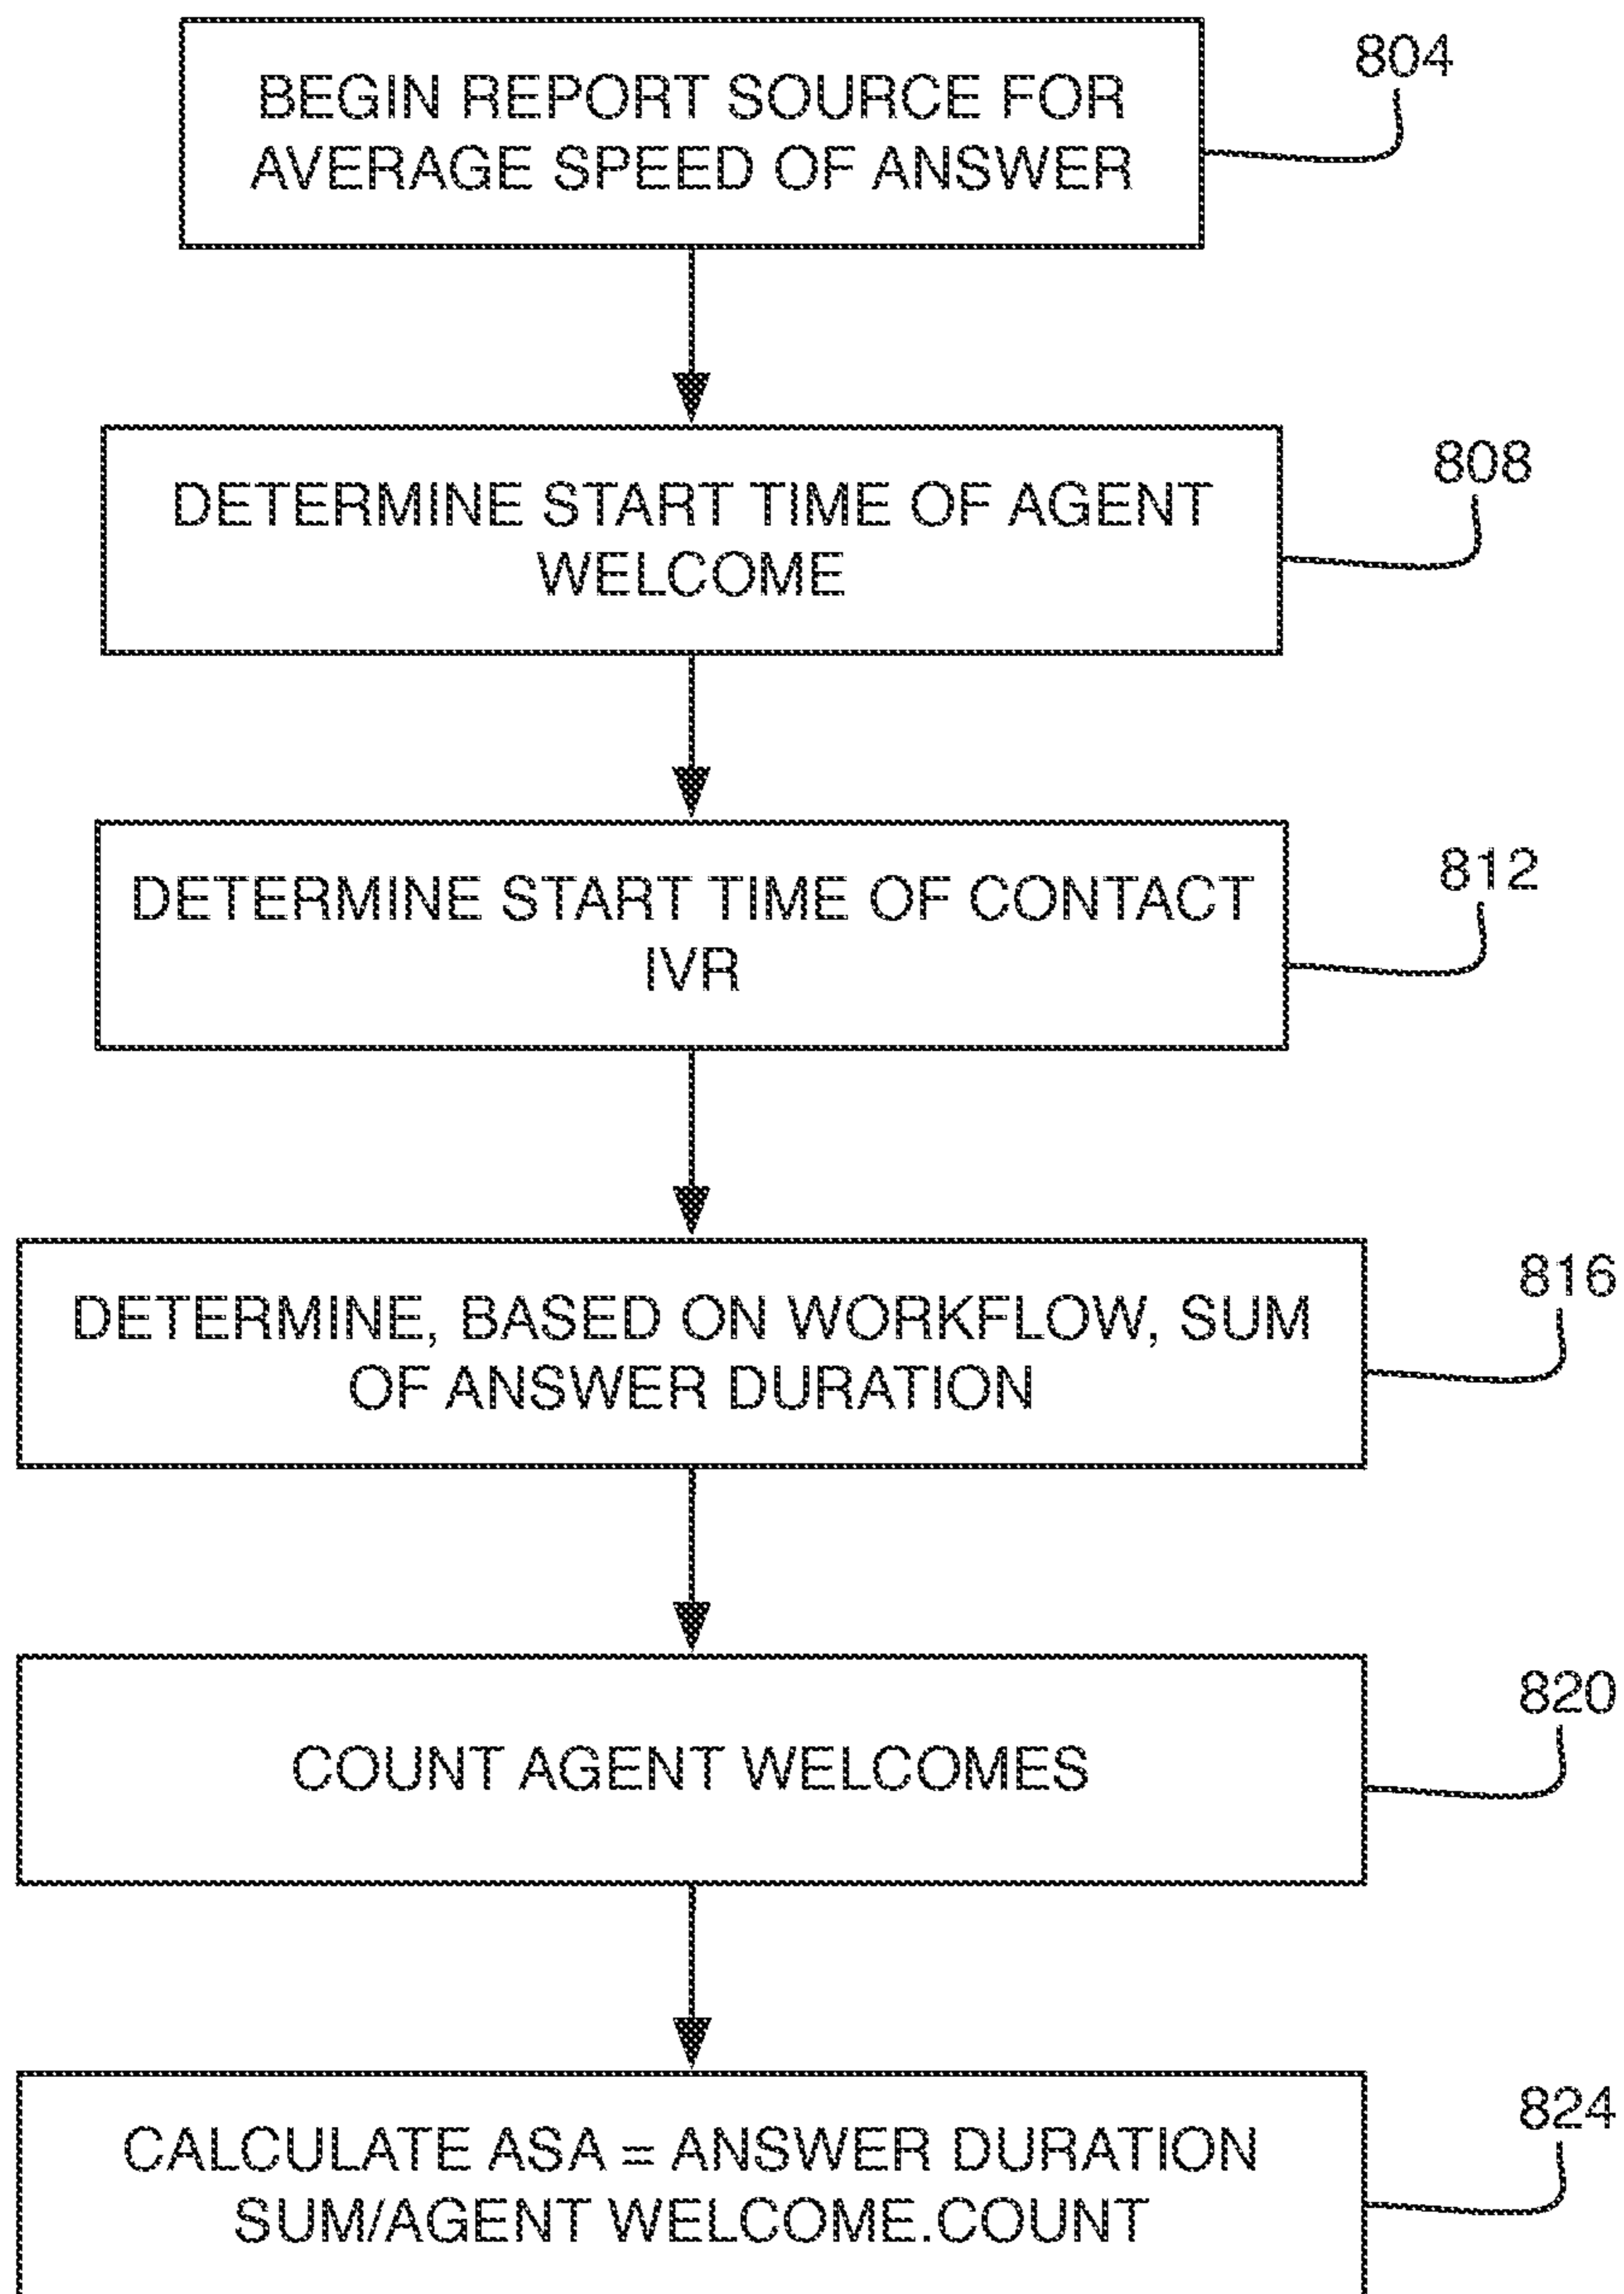 BEGIN REPORT SOURCE FOR
AVERAGE SPEED OF ANSWER
804
DETERMINE START TIME OF AGENT
WELCOME
808
DETERMINE START TIME OF CONTACT
IVR
812
DETERMINE, BASED ON WORKFLOW, SUM
OF ANSWER DURATION
816
COUNT AGENT WELCOMES
820
CALCULATE ASA = ANSWER DURATION
SUM/AGENT WELCOME.COUNT
824